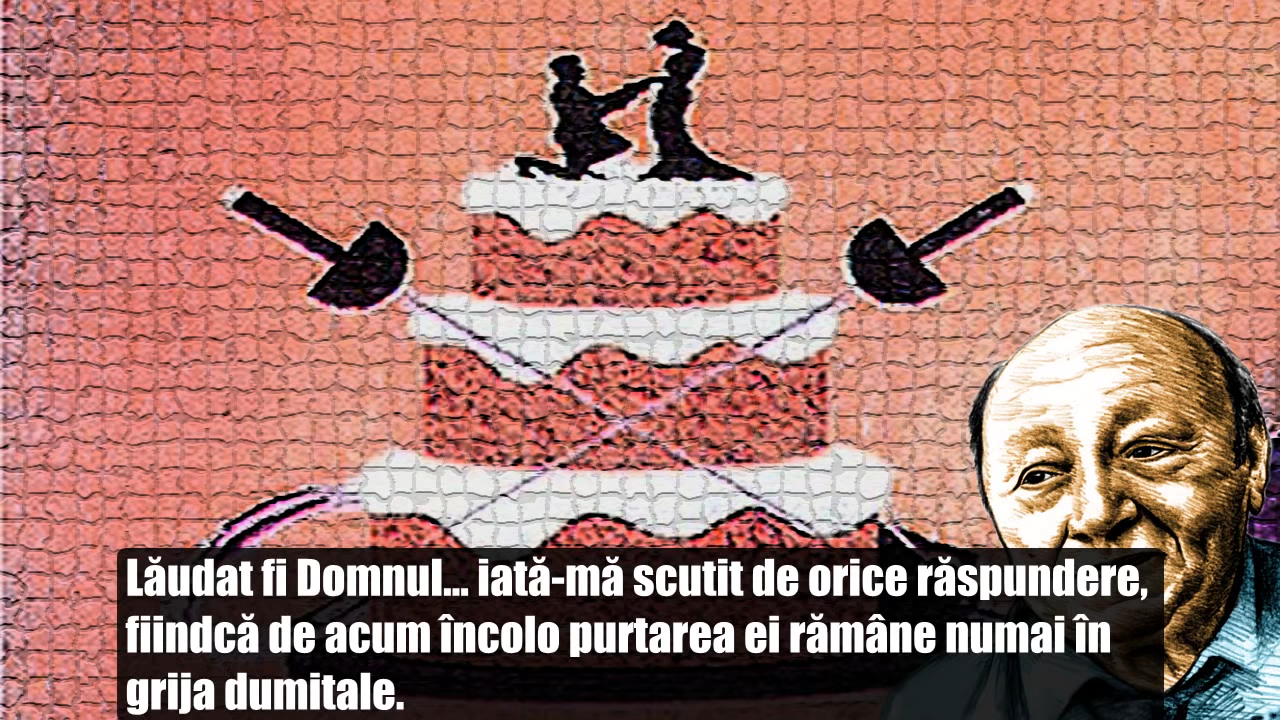 Lăudat fi Domnul... iată-mă scutit de orice răspundere,
fiindcă de acum încolo purtarea ei rămâne numai în
grija dumitale.